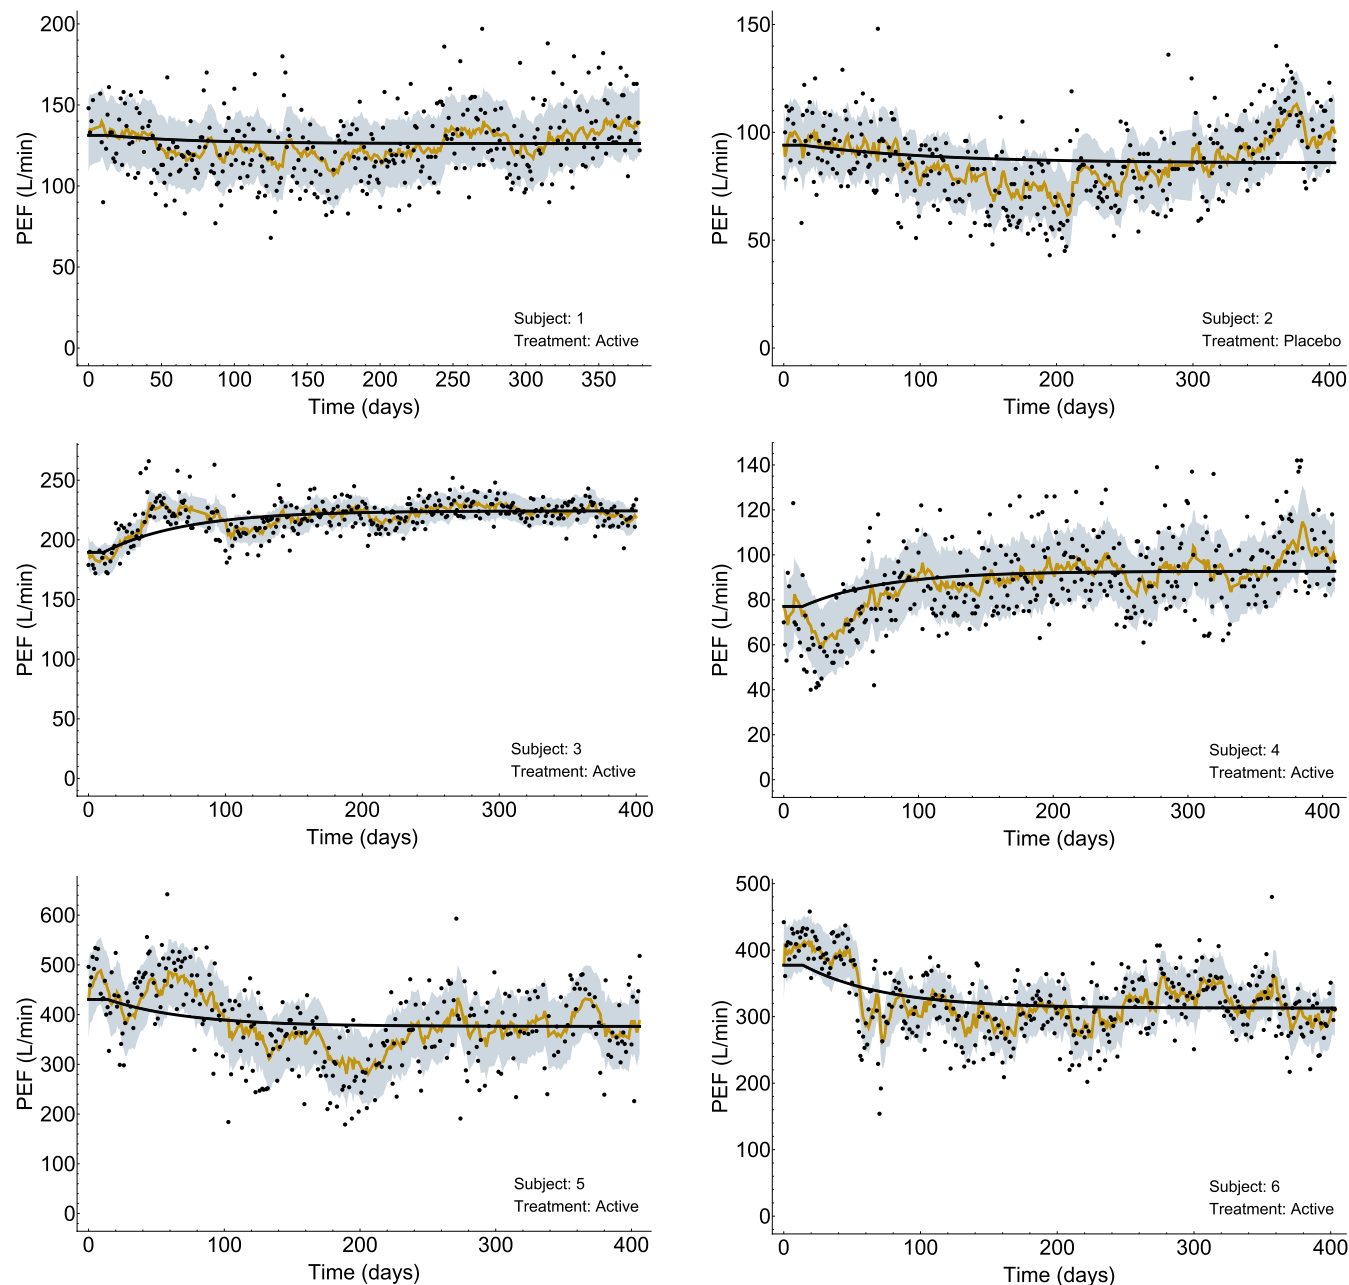 200
150
100
50
0
PEF (L/min)
0 50 100 150 200 250 300 350
Time (days)
Subject: 1
Treatment: Active
150
100
50
0
PEF (L/min)
0 100 200 300 400
Time (days)
Subject: 2
Treatment: Placebo
250
200
150
100
50
0
PEF (L/min)
0 100 200 300 400
Time (days)
Subject: 3
Treatment: Active
140
120
100
80
60
40
20
0
PEF (L/min)
0 100 200 300 400
Time (days)
Subject: 4
Treatment: Active
600
500
400
300
200
100
0
PEF (L/min)
0 100 200 300 400
Time (days)
Subject: 5
Treatment: Active
500
400
300
200
100
0
PEF (L/min)
0 100 200 300 400
Time (days)
Subject: 6
Treatment: Active